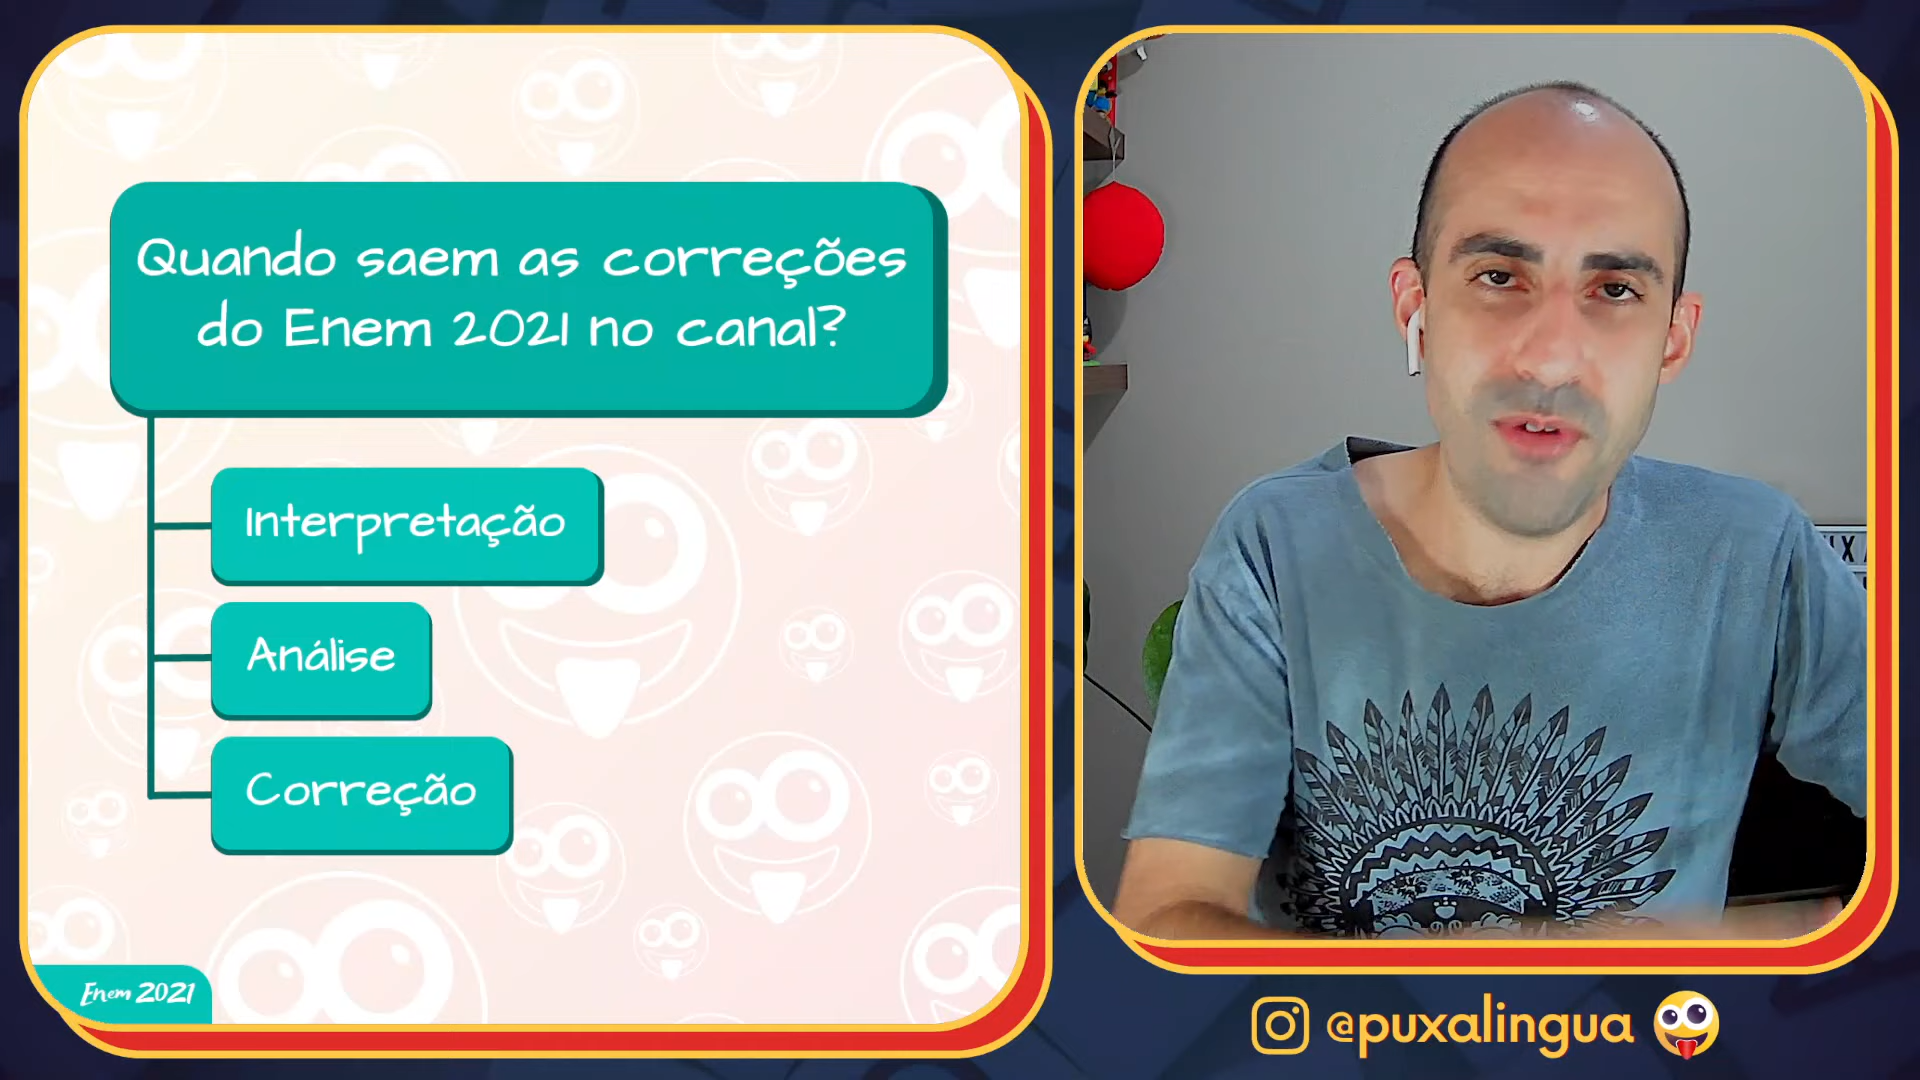 Quando saem as correções
do Enem 2021 no canal?
Interpretação
Análise
Correção
Enem 2021
@puxalingua